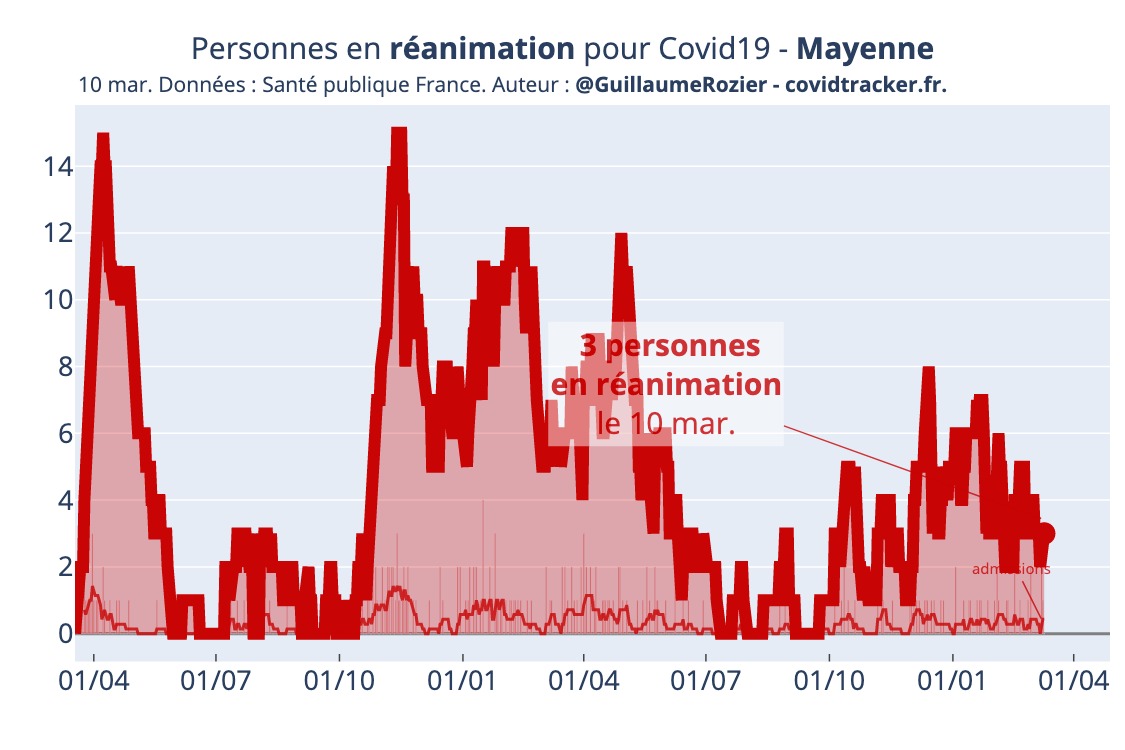 Personnes en réanimation pour Covid19 - Mayenne
10 mar. Données : Santé publique France. Auteur : @GuillaumeRozier - covidtracker.fr.
14
12
10
8
6
4
2
0
3 personnes
en réanimation
le 10 mar.
admissions
01/04 01/07 01/10 01/01 01/04 01/07 01/10 01/01 01/04